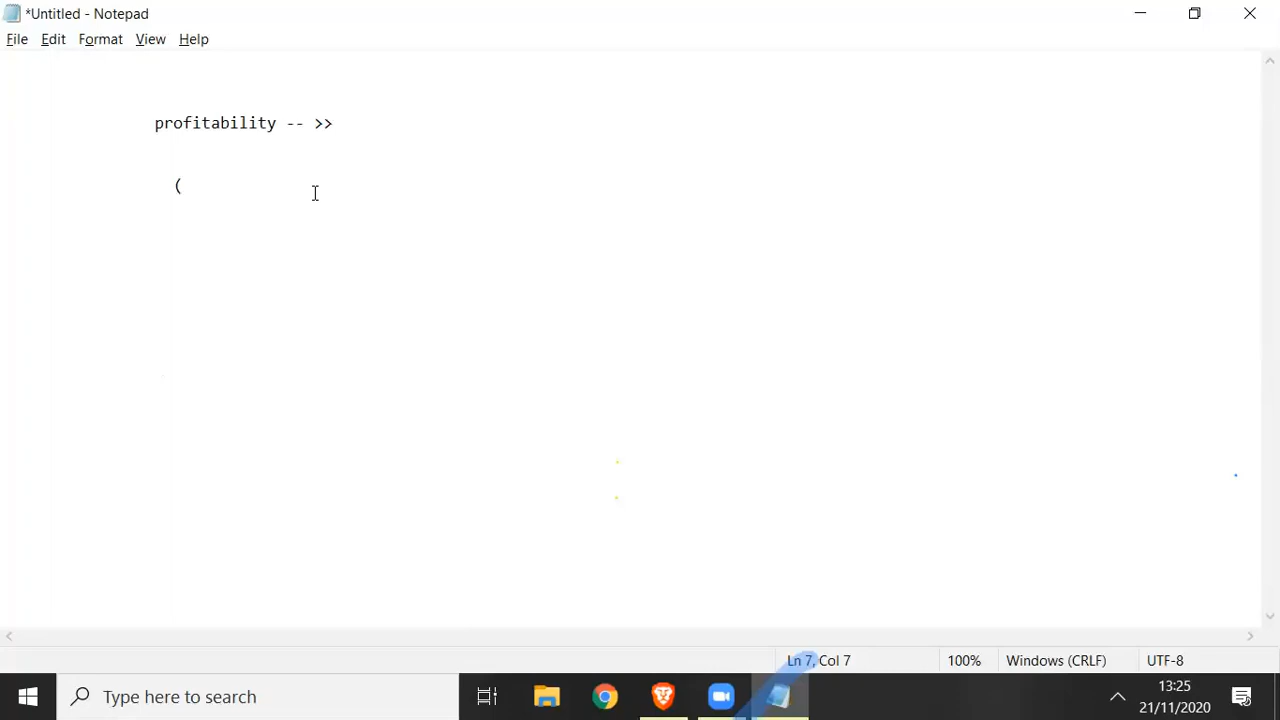 *Untitled - Notepad
File Edit Format View Help
profitability -- >>
(
Ln 7, Col 7 100% Windows (CRLF) UTF-8
Type here to search
13:25
21/11/2020